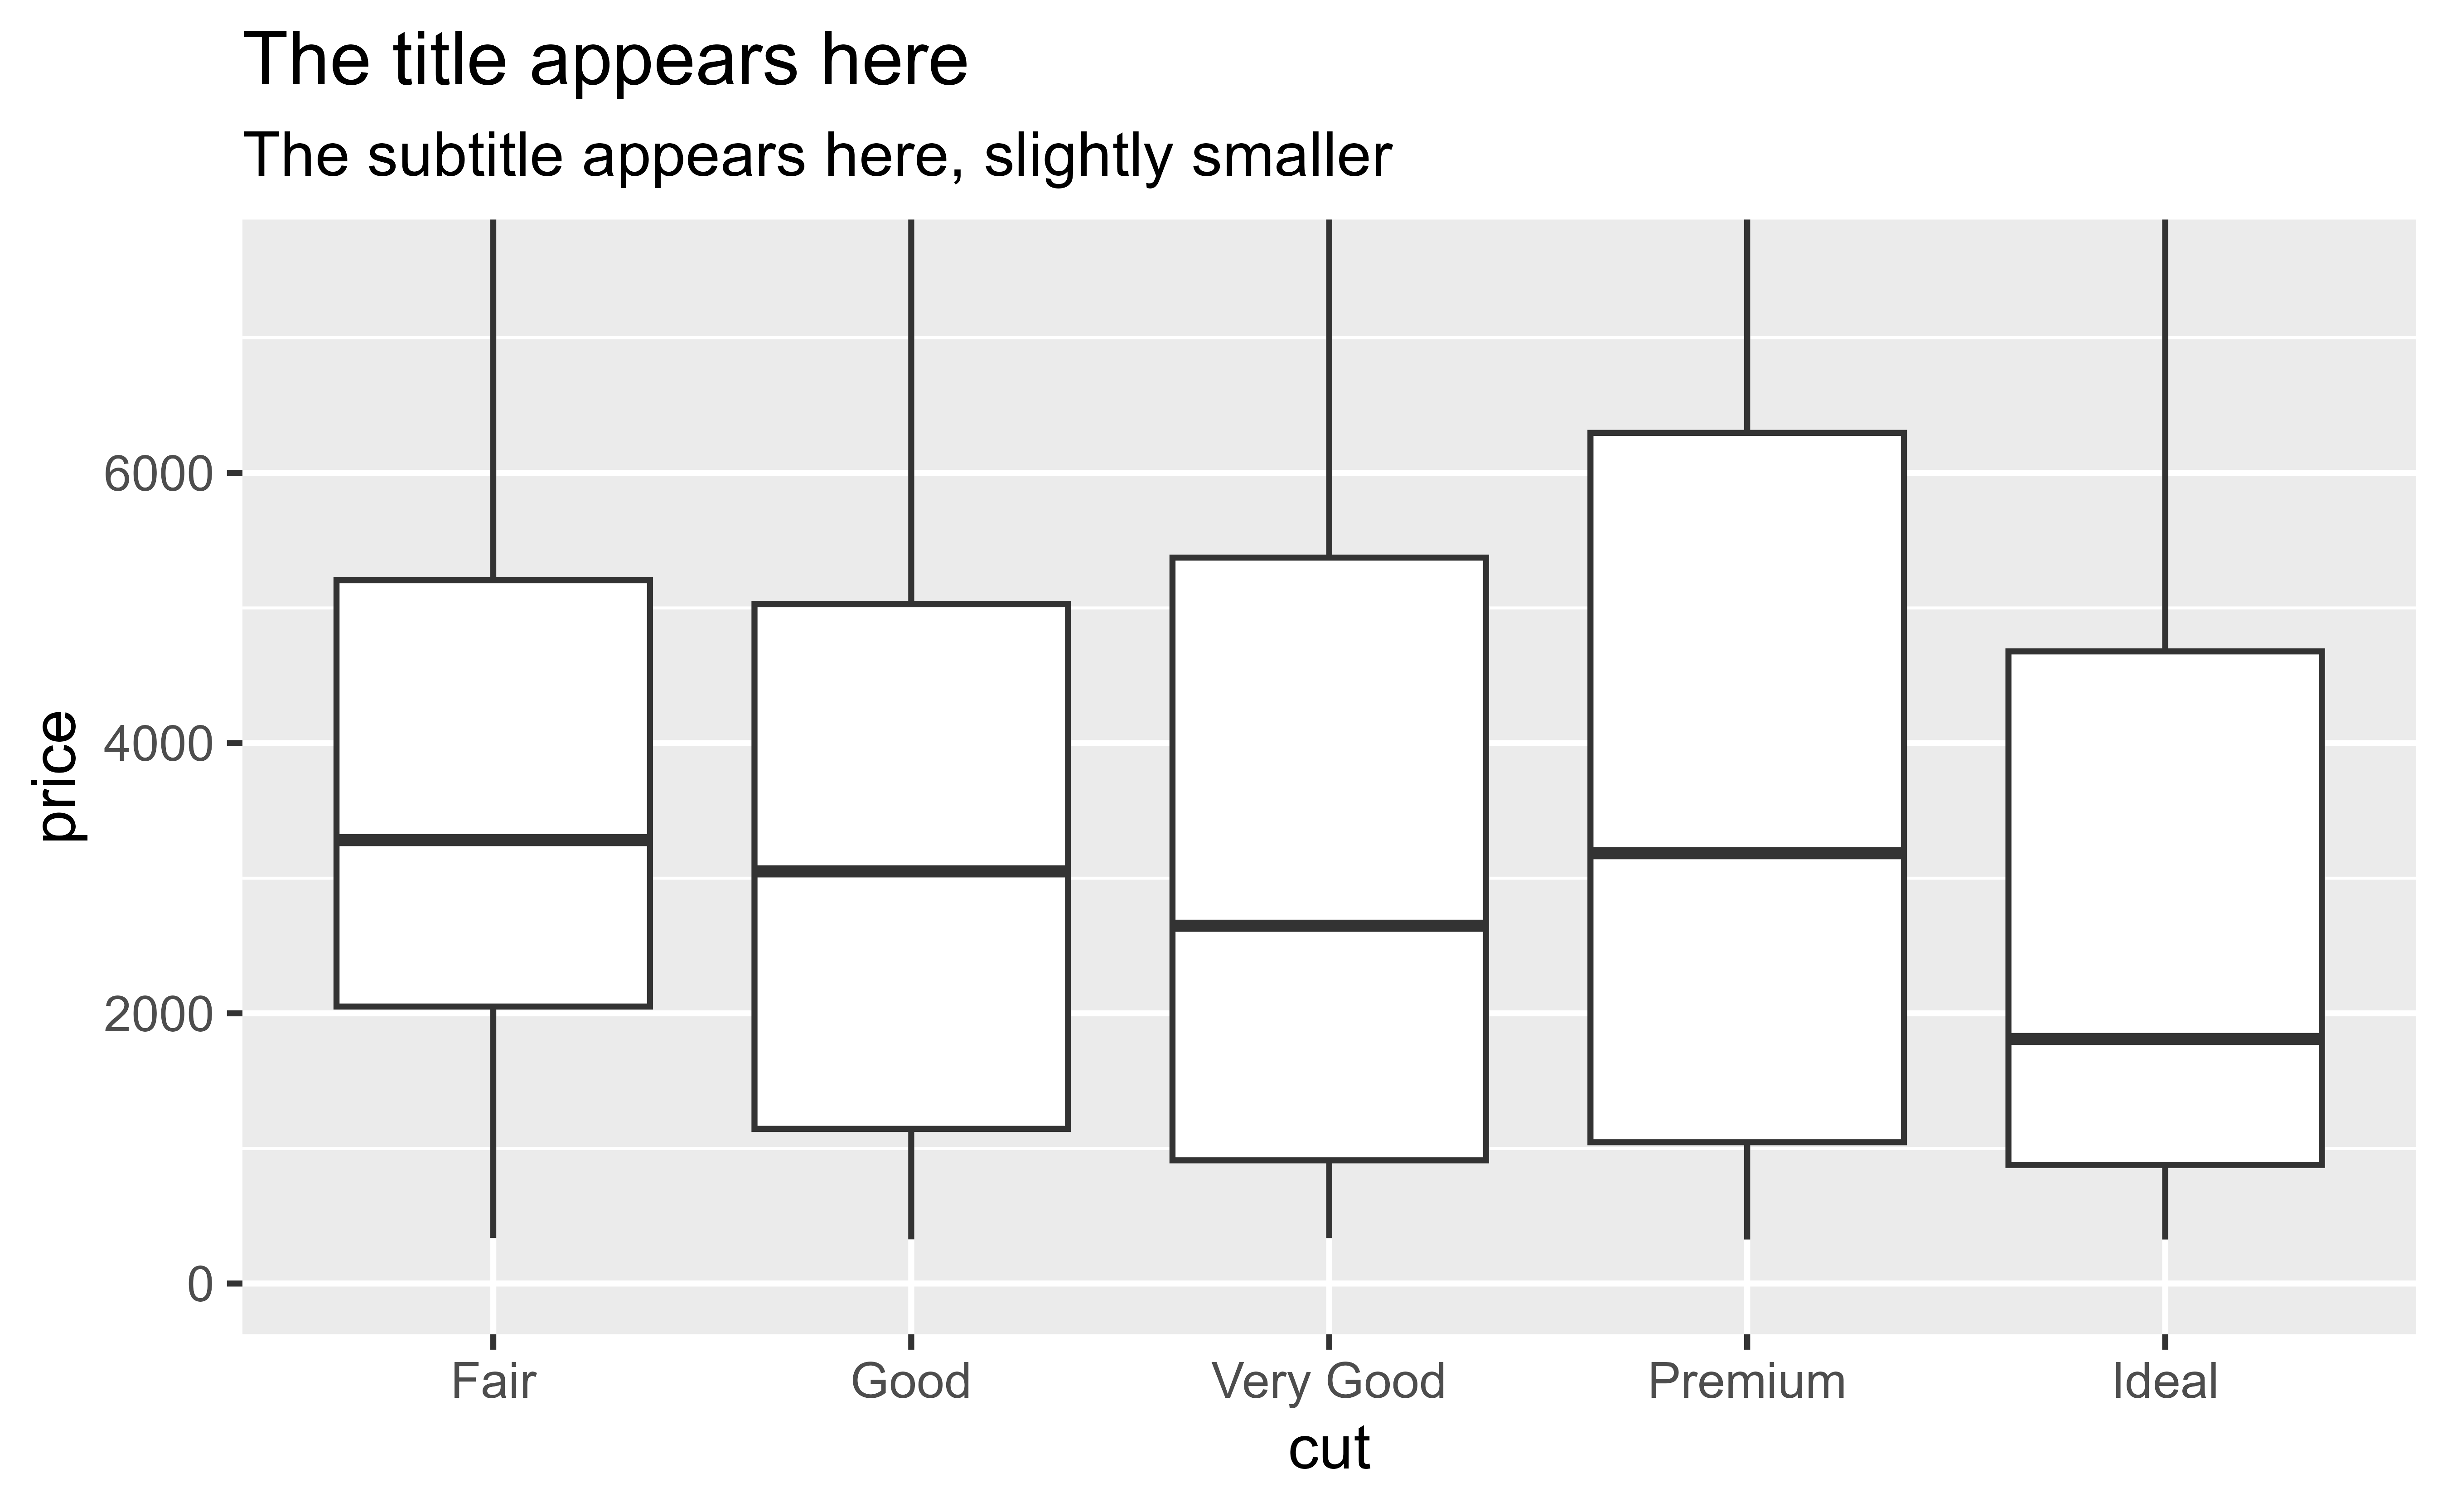 The title appears here
The subtitle appears here, slightly smaller
price
6000
4000
2000
0
Fair Good Very Good Premium Ideal
cut